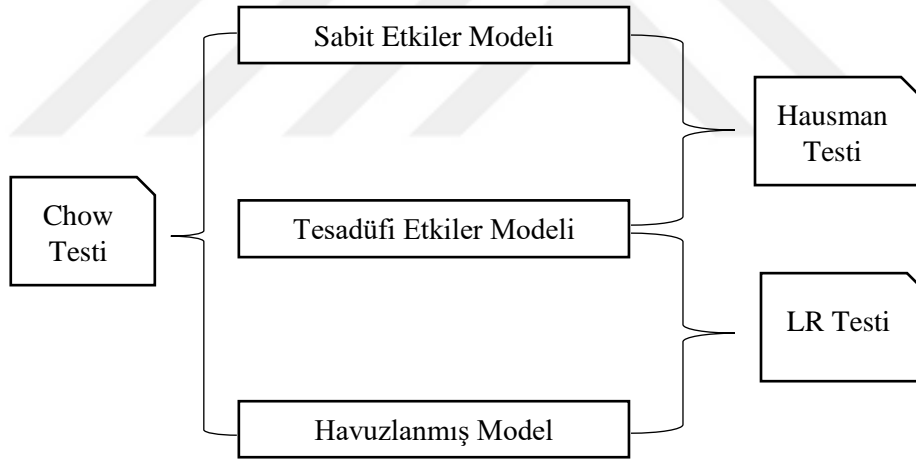 Sabit Etkiler Modeli
Hausman
Testi
Chow
Testi
Tesadüfi Etkiler Modeli
LR Testi
Havuzlanmış Model